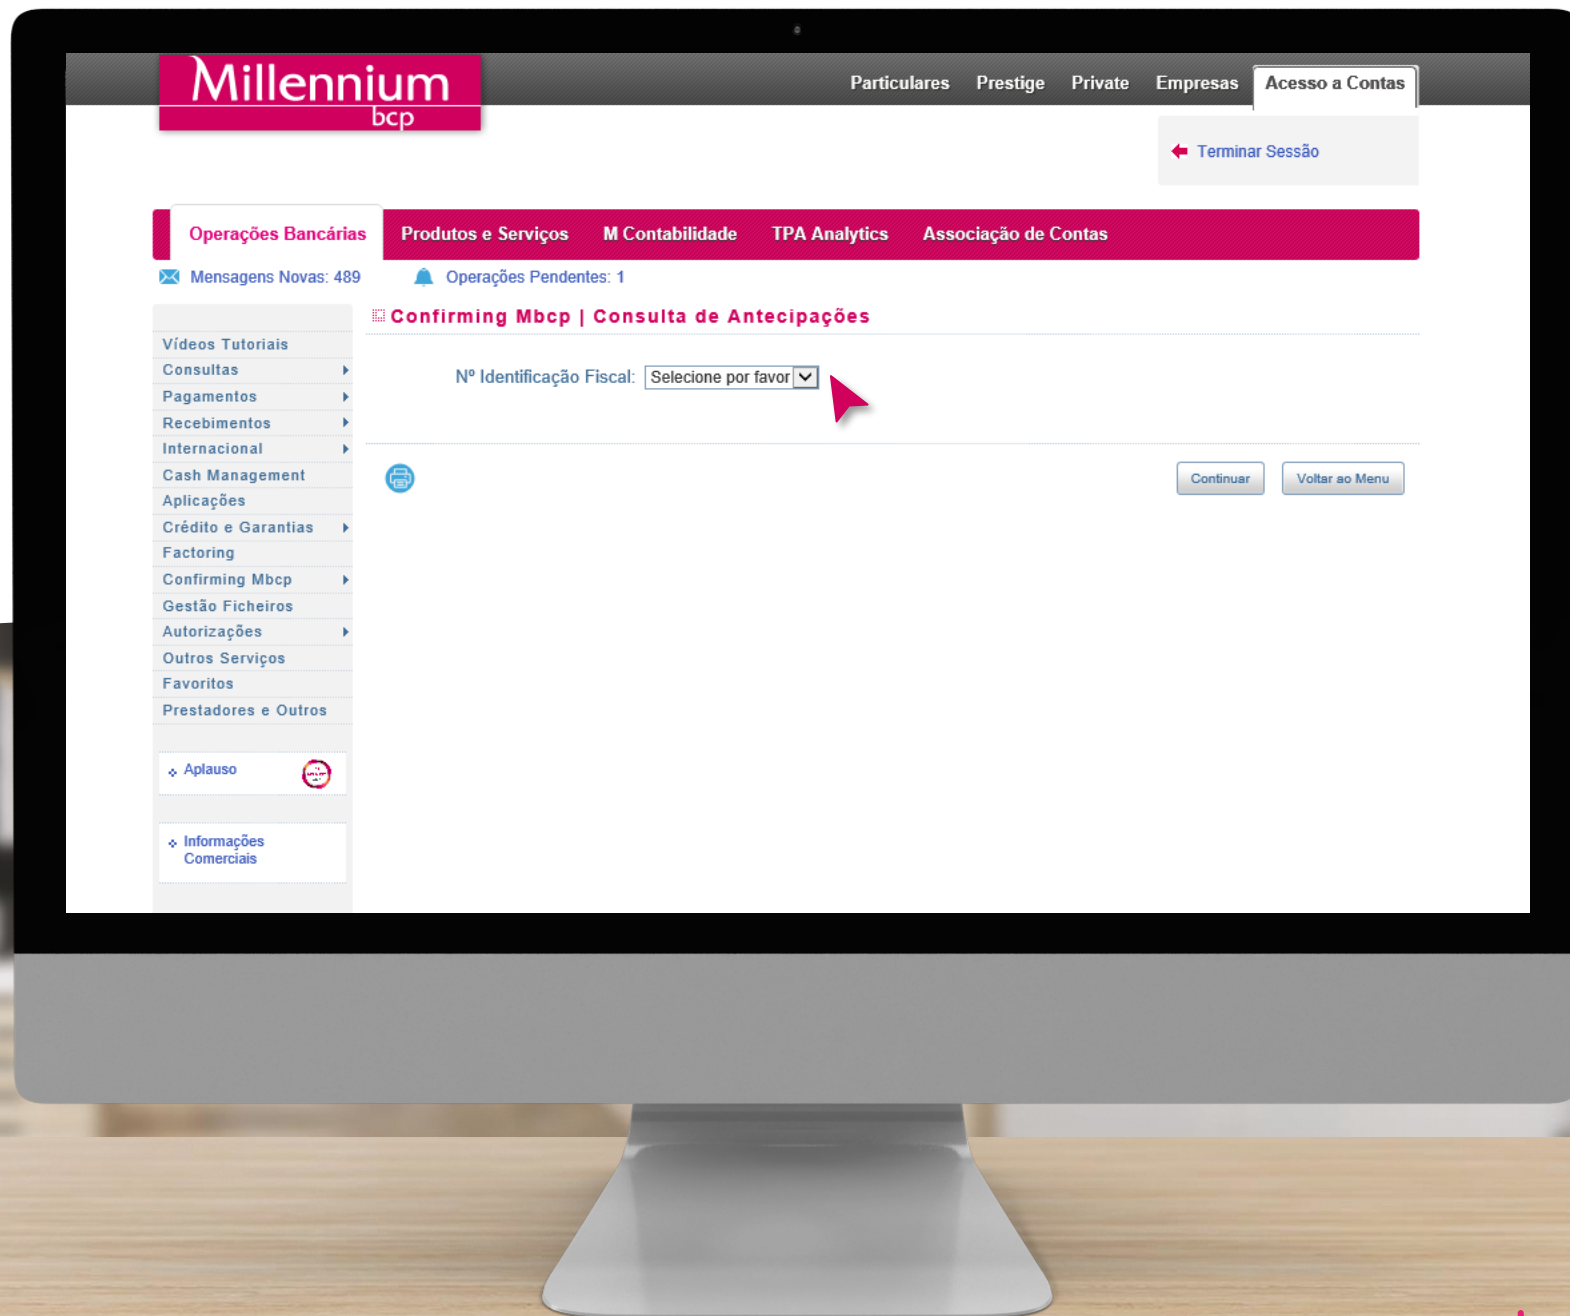 Millennium
bcp
Particulares Prestige Private Empresas Acesso a Contas
Terminar Sessão
Operações Bancárias Produtos e Serviços M Contabilidade TPA Analytics Associação de Contas
Mensagens Novas: 489 Operações Pendentes: 1
Confirming Mbcp | Consulta de Antecipações
Nº Identificação Fiscal: Selecione por favor
Continuar Voltar ao Menu
Vídeos Tutoriais
Consultas
Pagamentos
Recebimentos
Internacional
Cash Management
Aplicações
Crédito e Garantias
Factoring
Confirming Mbcp
Gestão Ficheiros
Autorizações
Outros Serviços
Favoritos
Prestadores e Outros
Aplauso
Informações
Comerciais